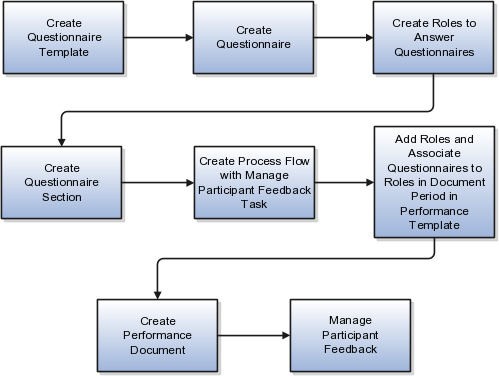 Create
Questionnaire
Template
Create
Questionnaire
Create Roles to
Answer
Questionnaires
Create
Questionnaire
Section
Create Process Flow
with Manage
Participant Feedback
Task
Add Roles and
Associate
Questionnaires to
Roles in Document
Period in
Performance
Template
Create
Performance
Document
Manage
Participant
Feedback